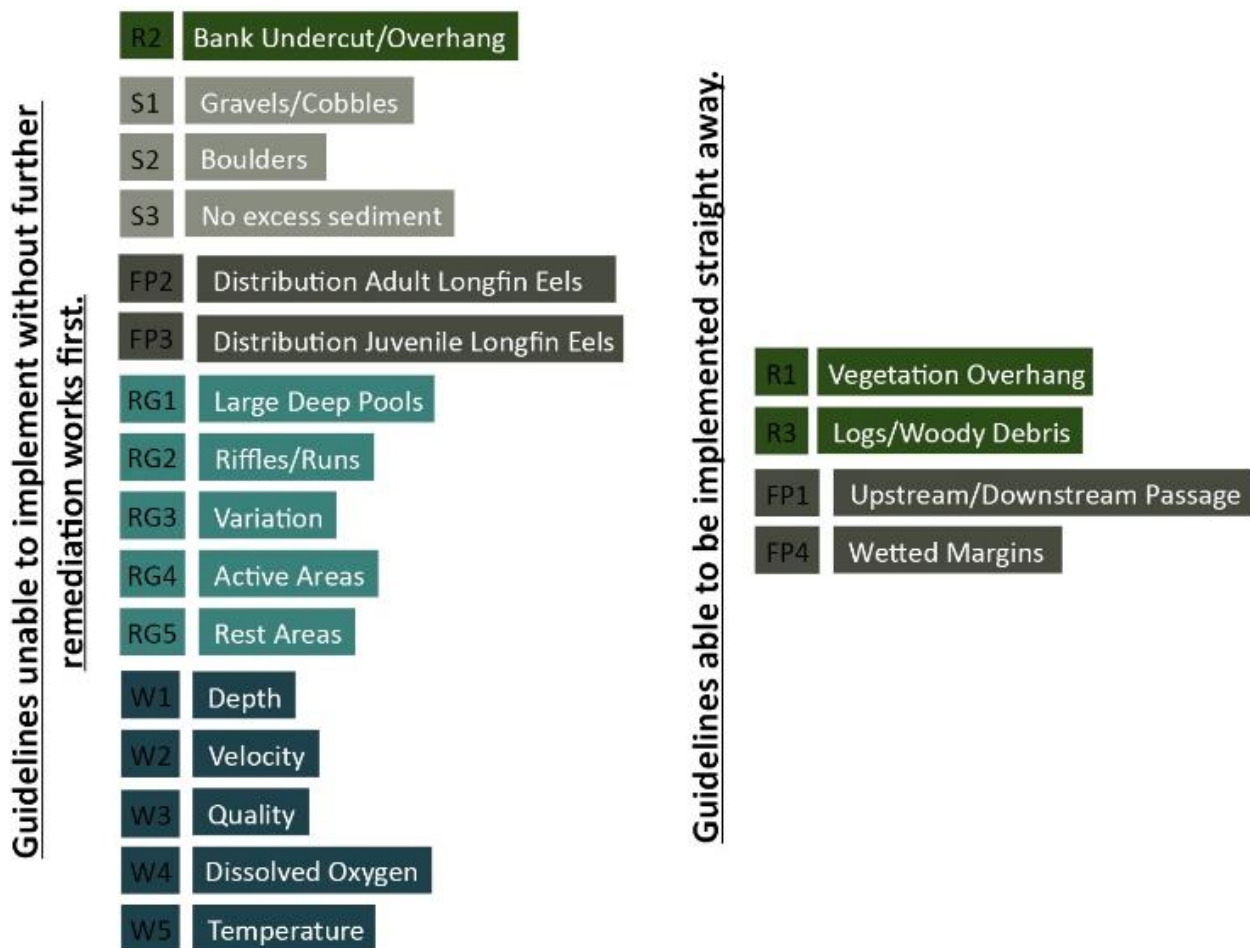 Guidelines unable to implement without further
remediation works first.
R2 Bank Undercut/Overhang
S1 Gravels/Cobbles
S2 Boulders
S3 No excess sediment
FP2 Distribution Adult Longfin Eels
FP3 Distribution Juvenile Longfin Eels
RG1 Large Deep Pools
RG2 Riffles/Runs
RG3 Variation
RG4 Active Areas
RG5 Rest Areas
W1 Depth
W2 Velocity
W3 Quality
W4 Dissolved Oxygen
W5 Temperature
Guidelines able to be implemented straight away.
R1 Vegetation Overhang
R3 Logs/Woody Debris
FP1 Upstream/Downstream Passage
FP4 Wetted Margins